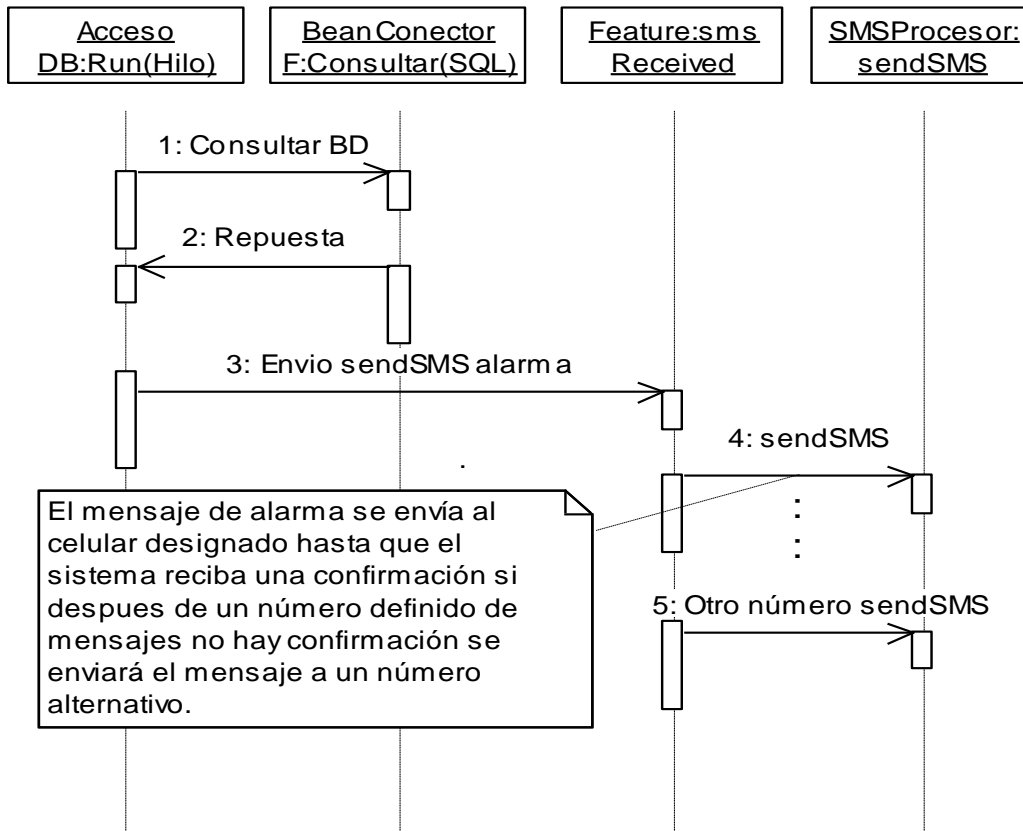 Acceso
DB:Run(Hilo)
Bean Conector
F:Consultar(SQL)
Feature:sms
Received
SMSProcesor:
sendSMS
1: Consultar BD
2: Repuesta
3: Envio sendSMS alarma
4: sendSMS
El mensaje de alarma se envía al
celular designado hasta que el
sistema reciba una confirmación si
despues de un número definido de
mensajes no hay confirmación se
enviará el mensaje a un número
alternativo.
5: Otro número sendSMS